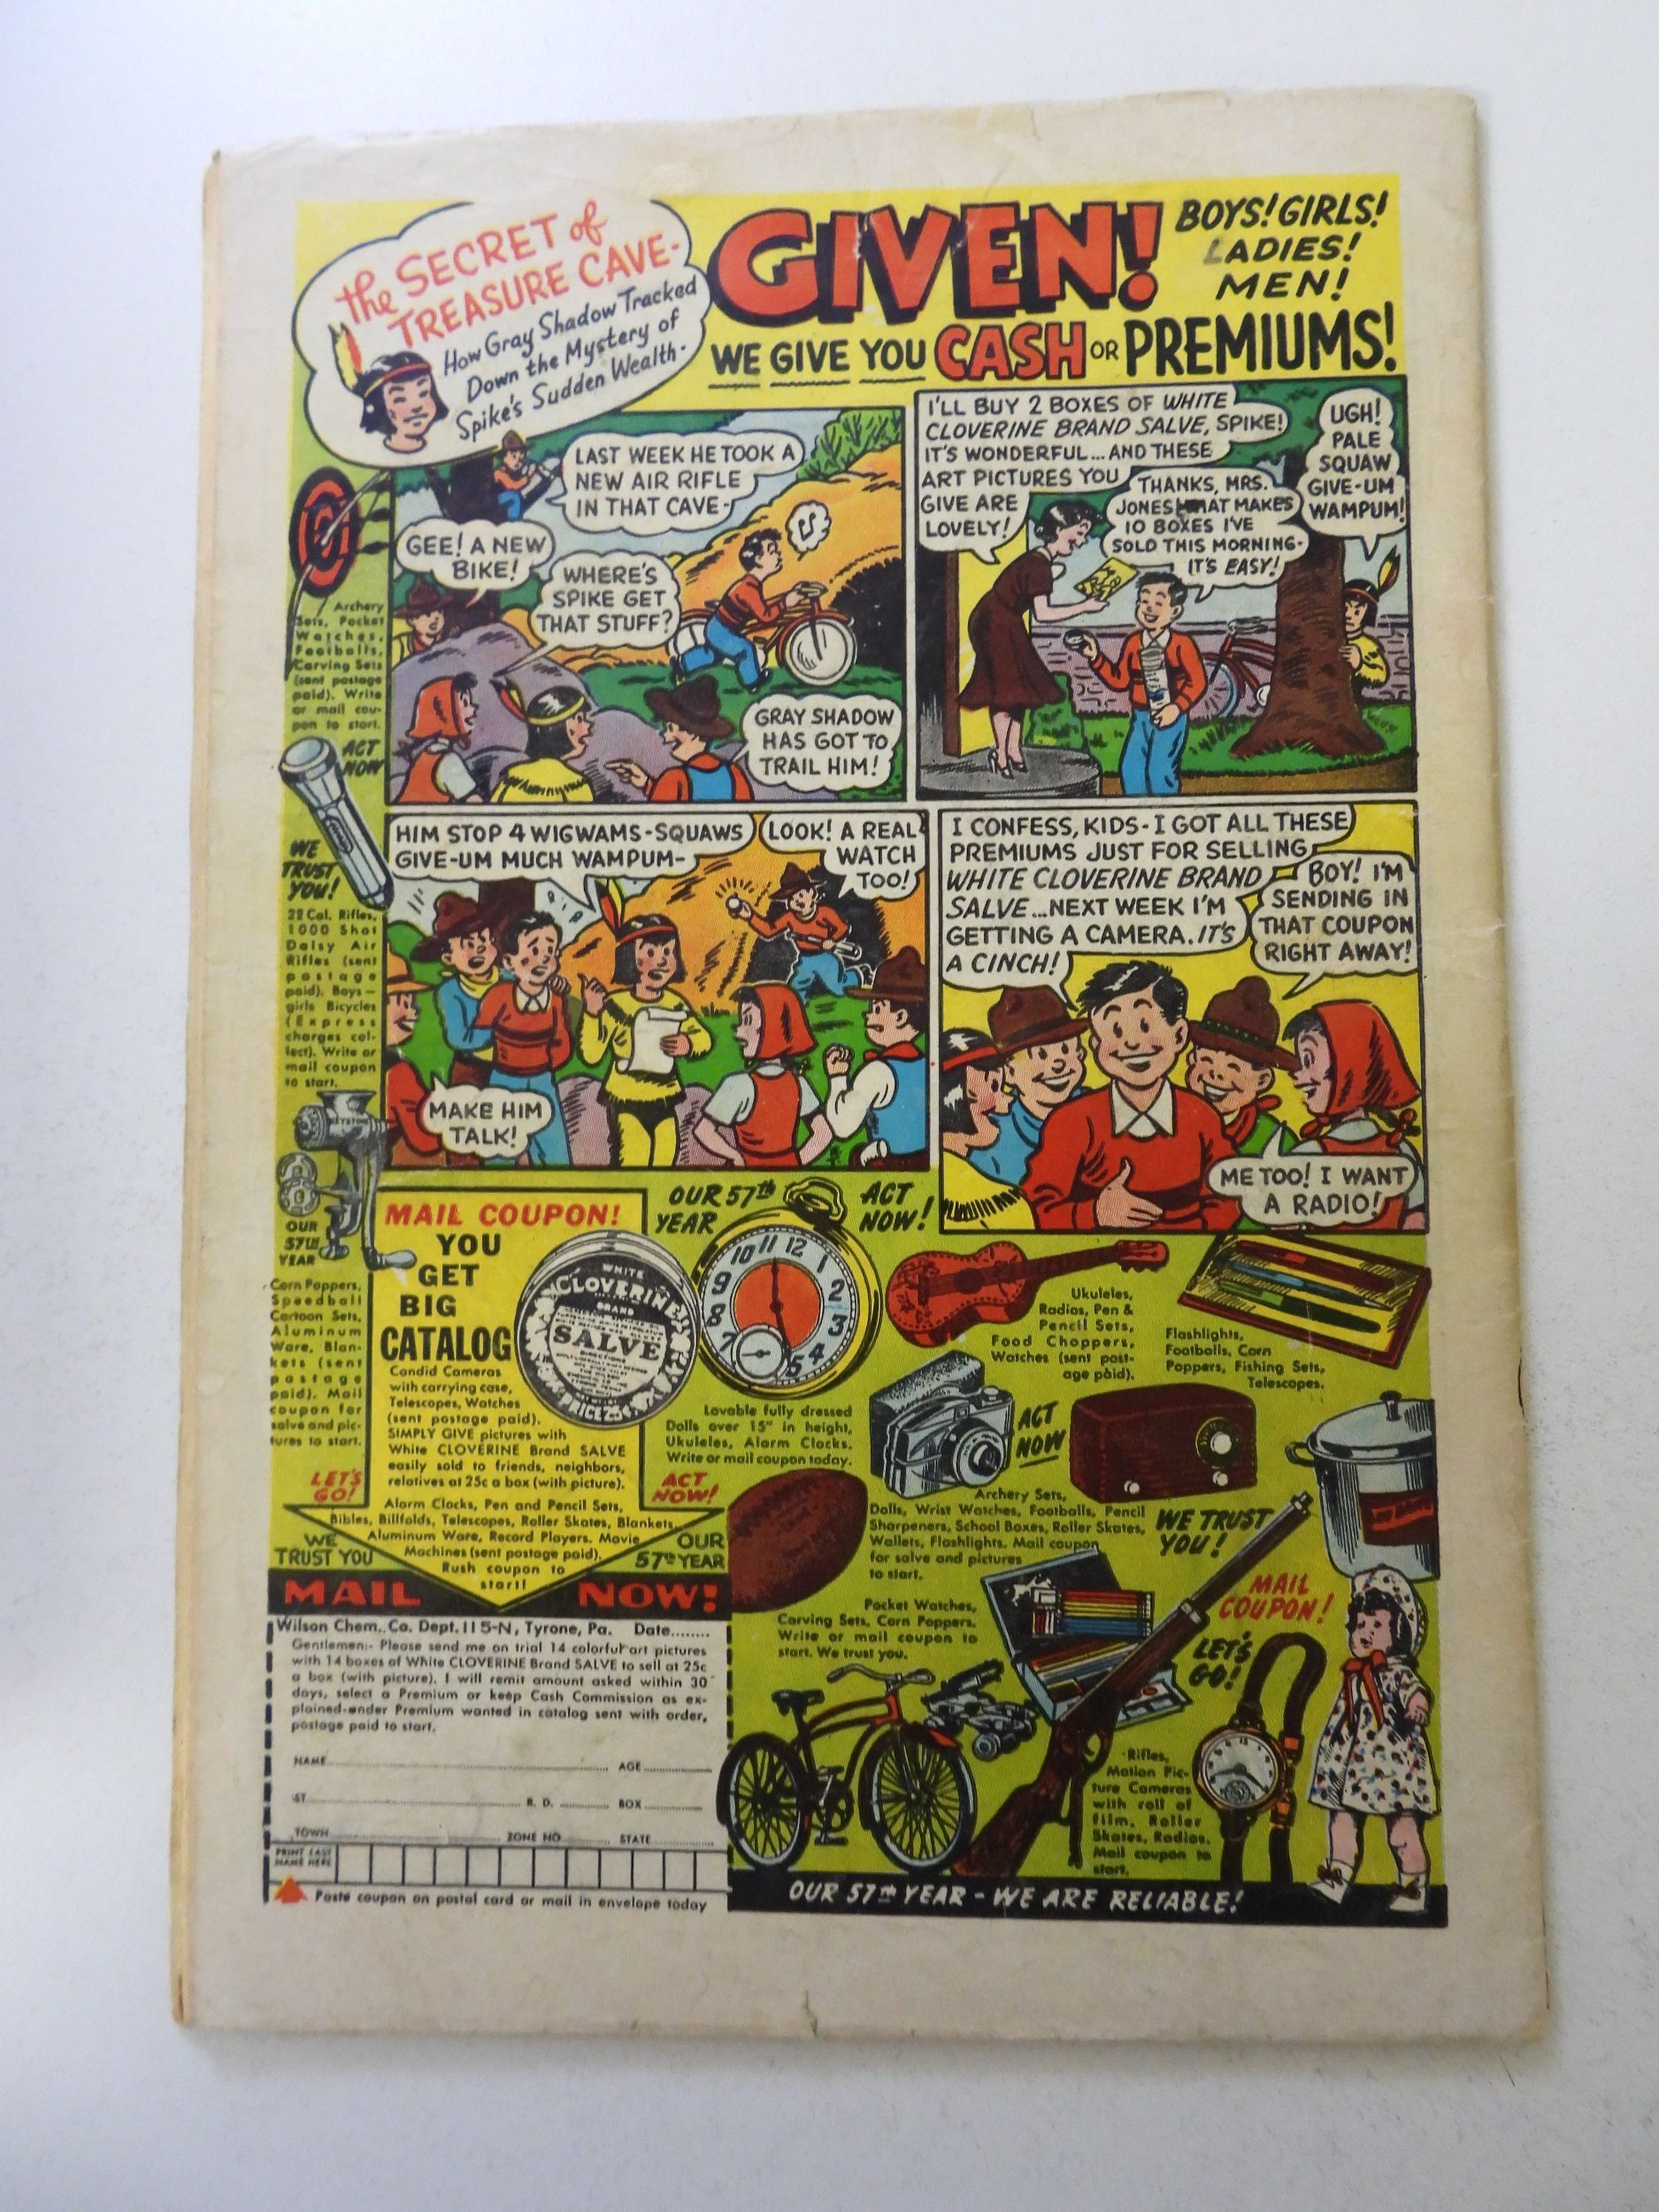 the SECRET of
TREASURE CAVE-
How Gray Shadow Tracked
Down the Mystery of
Spike's Sudden Wealth-
GIVEN!
BOYS! GIRLS!
LADIES!
MEN!
WE GIVE YOU CASH OR PREMIUMS!
LAST WEEK HE TOOK A
NEW AIR RIFLE
IN THAT CAVE-
GEE! A NEW
BIKE!
WHERE'S
SPIKE GET
THAT STUFF?
GRAY SHADOW
HAS GOT TO
TRAIL HIM!
I'LL BUY 2 BOXES OF WHITE
CLOVERINE BRAND SALVE, SPIKE!
IT'S WONDERFUL... AND THESE
ART PICTURES YOU
GIVE ARE
LOVELY!
THANKS, MRS.
JONES THAT MAKES
10 BOXES I'VE
SOLD THIS MORNING-
IT'S EASY!
UGH!
PALE
SQUAW
GIVE-UM
WAMPUM!
HIM STOP 4 WIGWAMS-SQUAWS
GIVE-UM MUCH WAMPUM-
LOOK! A REAL
WATCH
TOO!
MAKE HIM
TALK!
I CONFESS, KIDS- I GOT ALL THESE
PREMIUMS JUST FOR SELLING
WHITE CLOVERINE BRAND
SALVE... NEXT WEEK I'M
GETTING A CAMERA. IT'S
A CINCH!
BOY! I'M
SENDING IN
THAT COUPON
RIGHT AWAY!
ME TOO! I WANT
A RADIO!
Archery
Sets, Pocket
Watches,
Footballs,
Carving Sets
(sent postage
paid). Write
or mail cou-
pon to start.
ACT
NOW
WE
TRUST
YOU!
22 Cal. Rifles,
1000 Shot
Daisy Air
Rifles (sent
postage
paid). Boys-
girls Bicycles
(Express
charges col-
lect). Write or
mail coupon
to start.
KEYSTONE
OUR
57th
YEAR
Corn Poppers,
Speedball
Cartoon Sets,
Aluminum
Ware, Blan-
kets (sent
postage
paid). Mail
coupon for
salve and pic-
tures to start.
LET'S
GO!
MAIL COUPON!
YOU
GET
BIG
CATALOG
Candid Cameras
with carrying case,
Telescopes, Watches
(sent postage paid).
SIMPLY GIVE pictures with
White CLOVERINE Brand SALVE
easily sold to friends, neighbors,
relatives at 25c a box (with picture).
Alarm Clocks, Pen and Pencil Sets,
Bibles, Billfolds, Telescopes, Roller Skates, Blankets,
Aluminum Ware, Record Players, Movie
Machines (sent postage paid).
Rush coupon to
start!
WHITE
CLOVERINE
BRAND
SALVE
DIRECTIONS
PRICE 25c
OUR 57th
YEAR
ACT
NOW!
10 11 12
1
2
3
4
5
7
8
9
Lovable fully dressed
Dolls over 15" in height,
Ukuleles, Alarm Clocks.
Write or mail coupon today.
ACT
NOW!
WE
TRUST YOU
OUR
57th YEAR
MAIL NOW!
Ukuleles,
Radios, Pen &
Pencil Sets,
Food Choppers,
Watches (sent post-
age paid).
Flashlights,
Footballs, Corn
Poppers, Fishing Sets,
Telescopes.
ACT
NOW
Archery Sets,
Dolls, Wrist Watches, Footballs, Pencil
Sharpeners, School Boxes, Roller Skates,
Wallets, Flashlights. Mail coupon
for salve and pictures
to start.
WE TRUST
YOU!
Pocket Watches,
Carving Sets, Corn Poppers.
Write or mail coupon to
start. We trust you.
MAIL
COUPON!
LET'S
GO!
Rifles,
Motion Pic-
ture Cameras
with roll of
film, Roller
Skates, Radios.
Mail coupon to
start.
Wilson Chem. Co. Dept. 115-N, Tyrone, Pa. Date........
Gentlemen:- Please send me on trial 14 colorful art pictures
with 14 boxes of White CLOVERINE Brand SALVE to sell at 25c
a box (with picture). I will remit amount asked within 30
days, select a Premium or keep Cash Commission as ex-
plained under Premium wanted in catalog sent with order,
postage paid to start.
NAME AGE
ST. R. D. BOX
TOWN ZONE NO. STATE
PRINT LAST
NAME HERE
Paste coupon on postal card or mail in envelope today
OUR 57th YEAR - WE ARE RELIABLE!